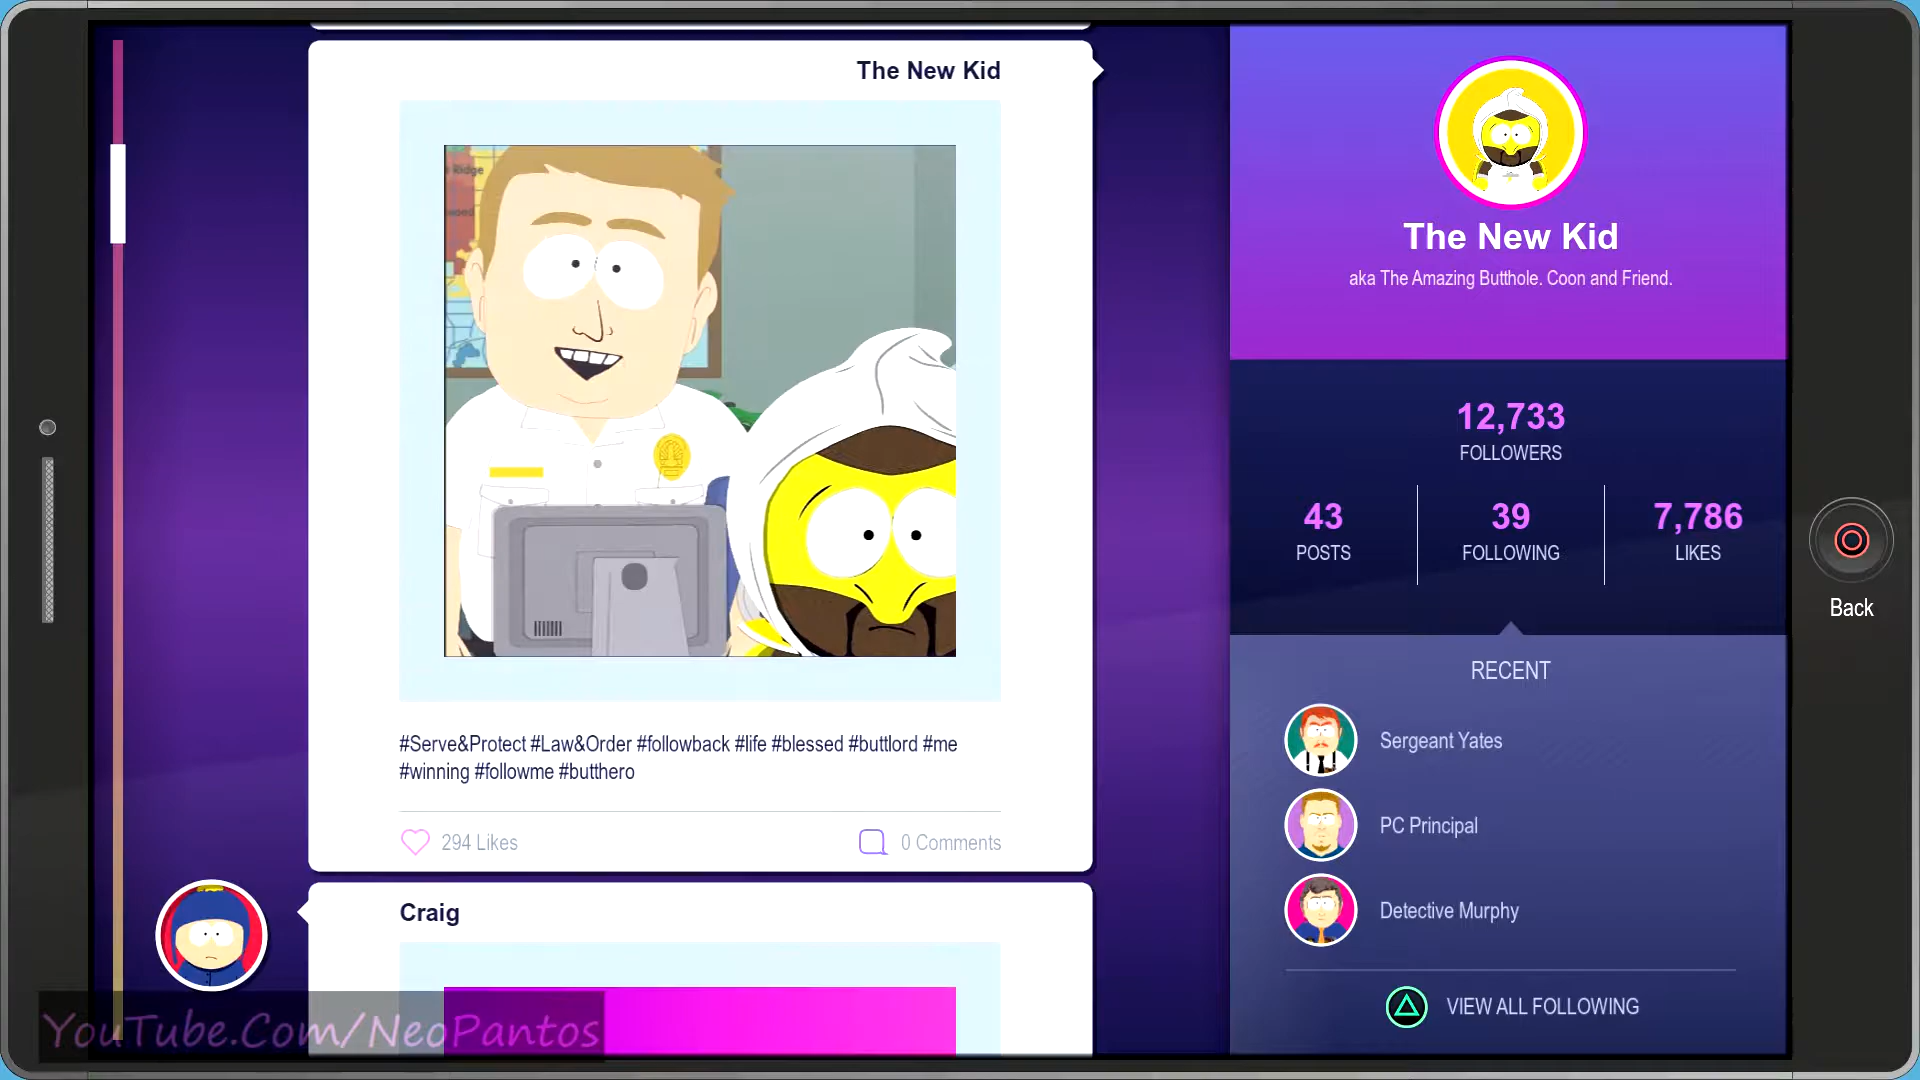 The New Kid
Ridge
#Serve&Protect #Law&Order #followback #life #blessed #buttlord #me
#winning #followme #butthero
294 Likes
0 Comments
Craig
The New Kid
aka The Amazing Butthole. Coon and Friend.
12,733
FOLLOWERS
43
POSTS
39
FOLLOWING
7,786
LIKES
RECENT
Sergeant Yates
PC Principal
Detective Murphy
VIEW ALL FOLLOWING
Back
YouTube.Com/NeoPantos